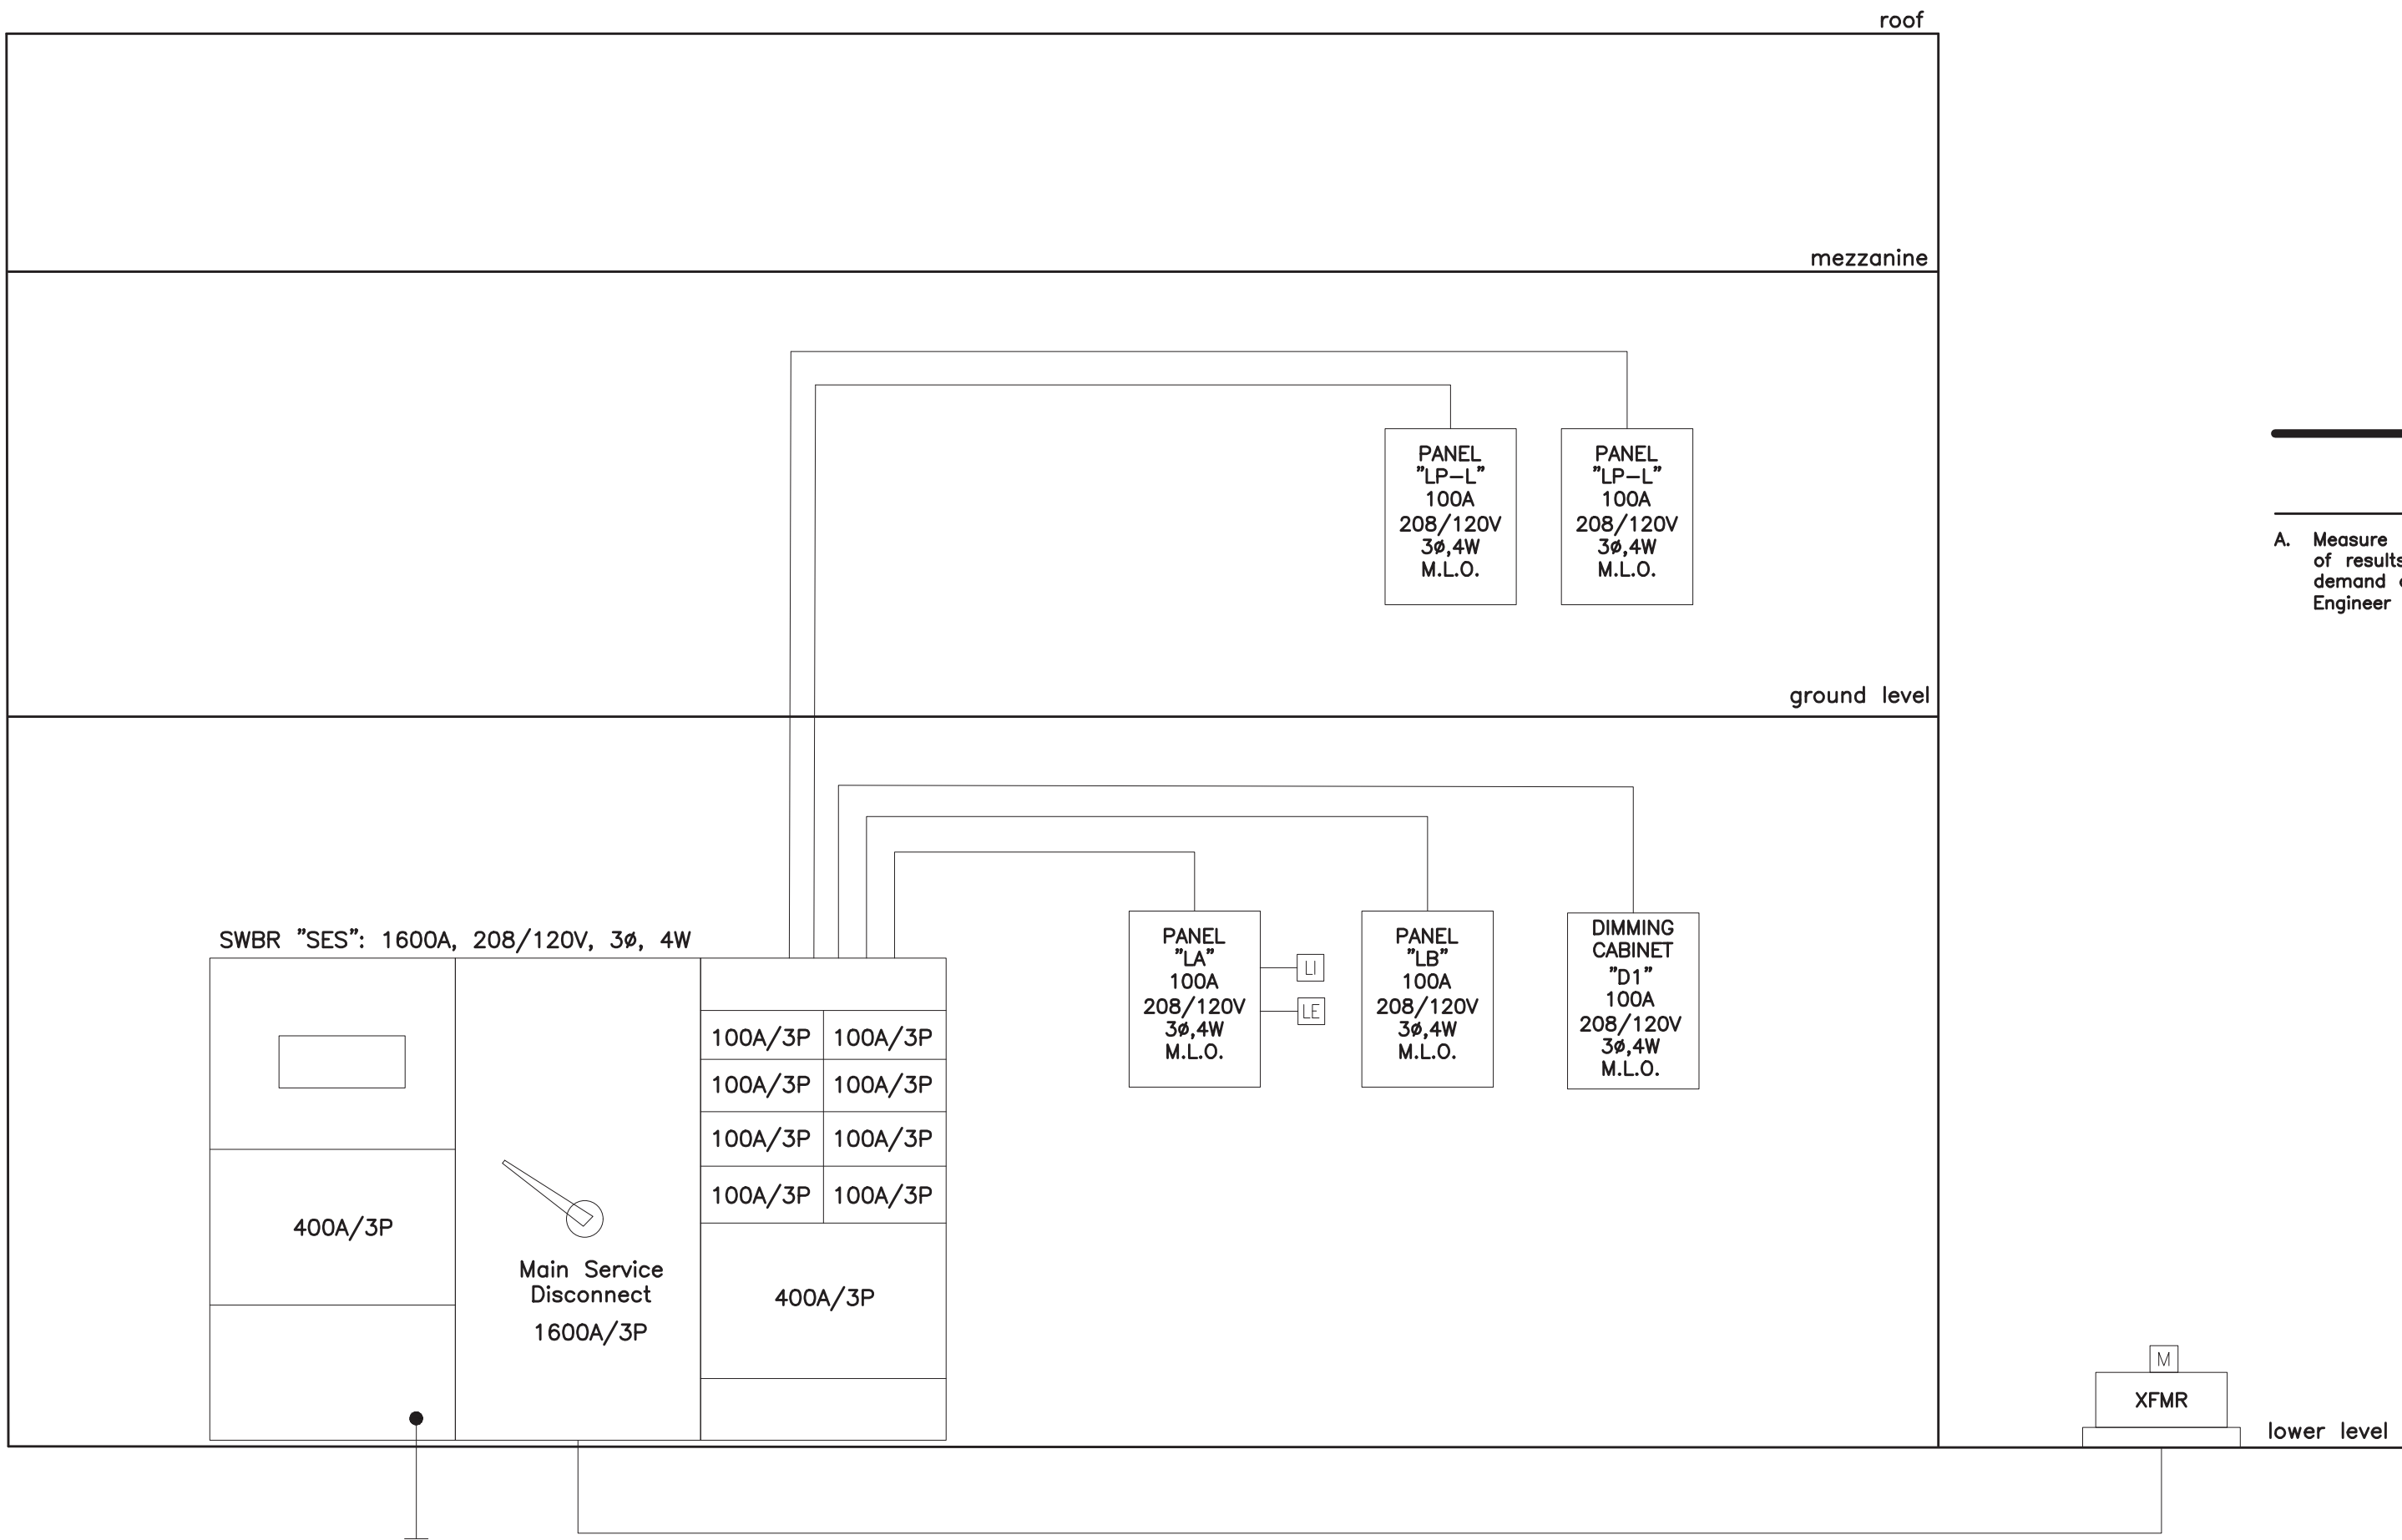 roof
mezzanine
PANEL
"LP-L"
100A
208/120V
3ø,4W
M.L.O.
PANEL
"LP-L"
100A
208/120V
3ø,4W
M.L.O.
A. Measure
of results
demand
Engineer
ground level
SWBR "SES": 1600A, 208/120V, 3ø, 4W
400A/3P
Main Service
Disconnect
1600A/3P
100A/3P 100A/3P
100A/3P 100A/3P
100A/3P 100A/3P
100A/3P 100A/3P
400A/3P
PANEL
"LA"
100A
208/120V
3ø,4W
M.L.O.
LI
LE
PANEL
"LB"
100A
208/120V
3ø,4W
M.L.O.
DIMMING
CABINET
"D1"
100A
208/120V
3ø,4W
M.L.O.
M
XFMR
lower level